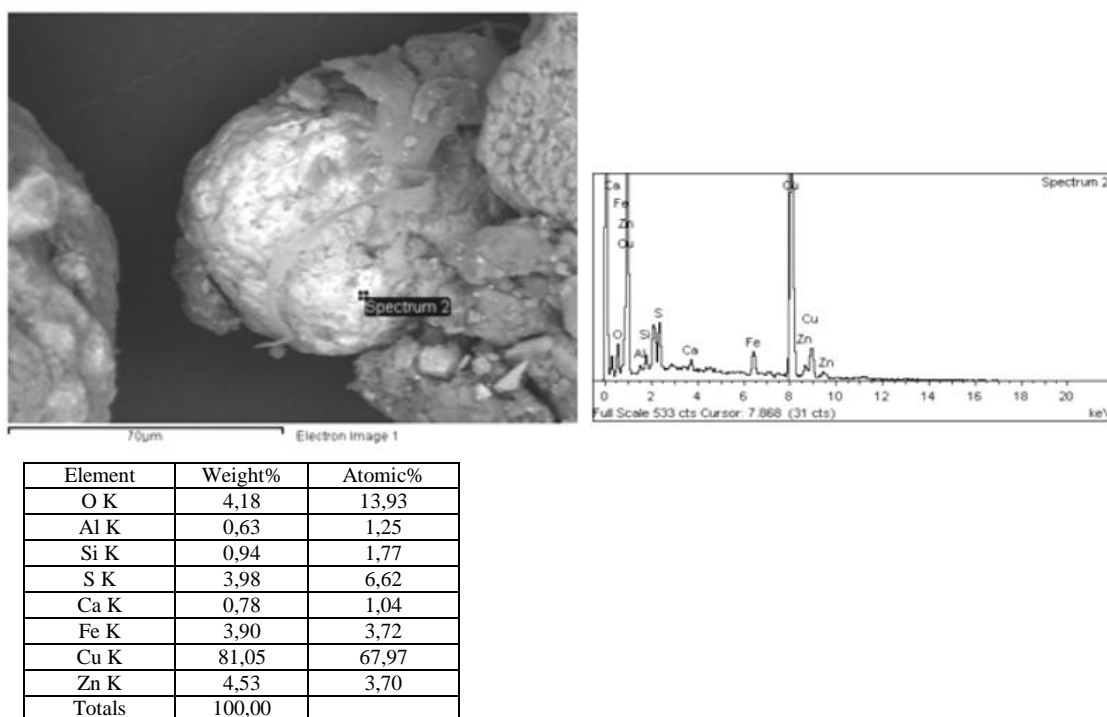 Spectrum 2
70µm
Electron Image 1
Spectrum 2
Ca
Cu
Fe
Zn
Cu
O
Al
Si
S
Ca
Fe
Cu
Zn
Zn
0 2 4 6 8 10 12 14 16 18 20
Full Scale 533 cts Cursor: 7.868 (31 cts)
keV
Element Weight% Atomic%
O K 4,18 13,93
Al K 0,63 1,25
Si K 0,94 1,77
S K 3,98 6,62
Ca K 0,78 1,04
Fe K 3,90 3,72
Cu K 81,05 67,97
Zn K 4,53 3,70
Totals 100,00